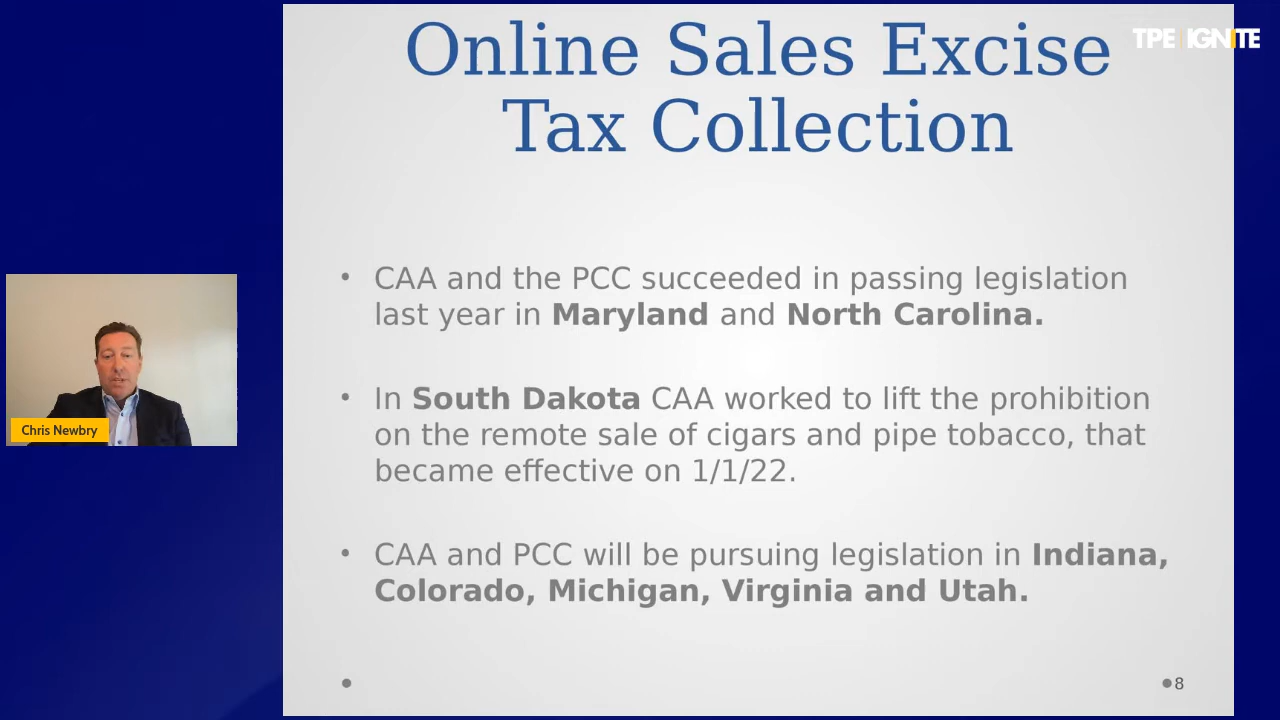 Online Sales Excise
Tax Collection
TPE IGNITE
• CAA and the PCC succeeded in passing legislation
last year in Maryland and North Carolina.
• In South Dakota CAA worked to lift the prohibition
on the remote sale of cigars and pipe tobacco, that
became effective on 1/1/22.
• CAA and PCC will be pursuing legislation in Indiana,
Colorado, Michigan, Virginia and Utah.
8
Chris Newbry